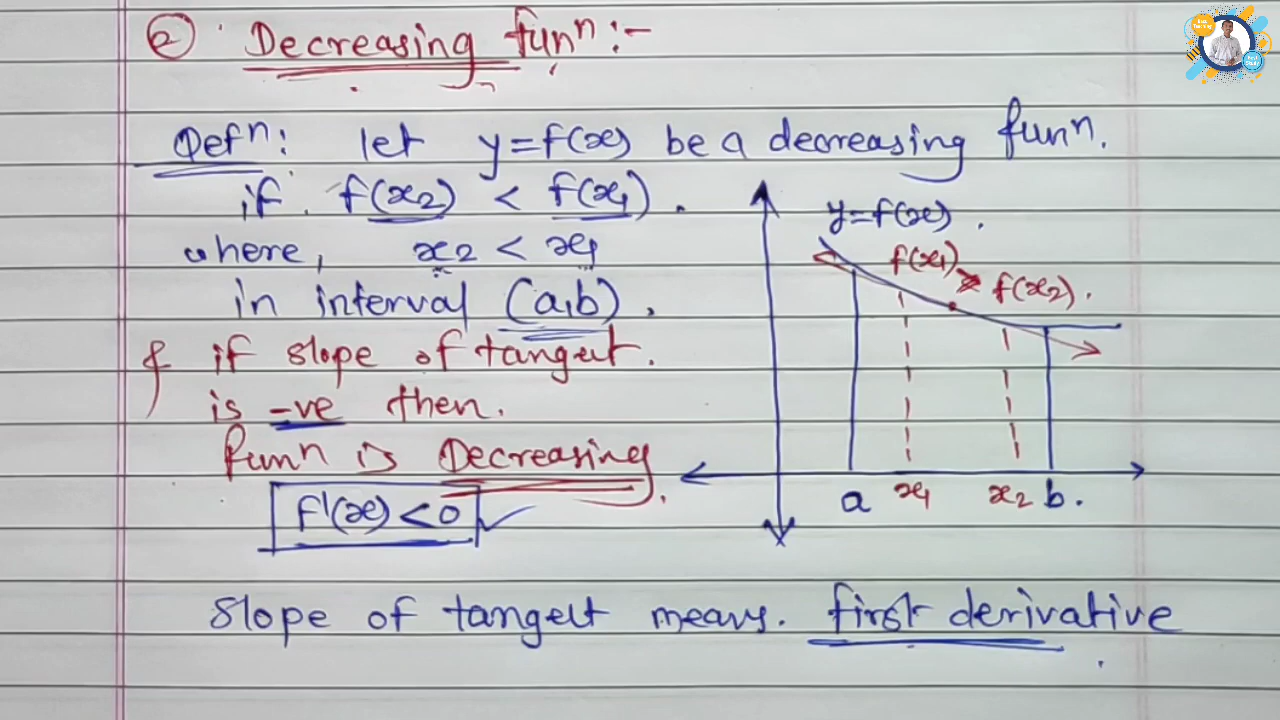 ② Decreasing funⁿ :-
Defⁿ: let y=f(x) be a decreasing funⁿ.
if f(x2) < f(x1).
where, x2 < x1
in interval (a,b).
& if slope of tangent.
is -ve then.
funⁿ is Decreasing.
f'(x) < 0
y=f(x).
f(x1) > f(x2).
a x1 x2 b.
Slope of tangent means. first derivative